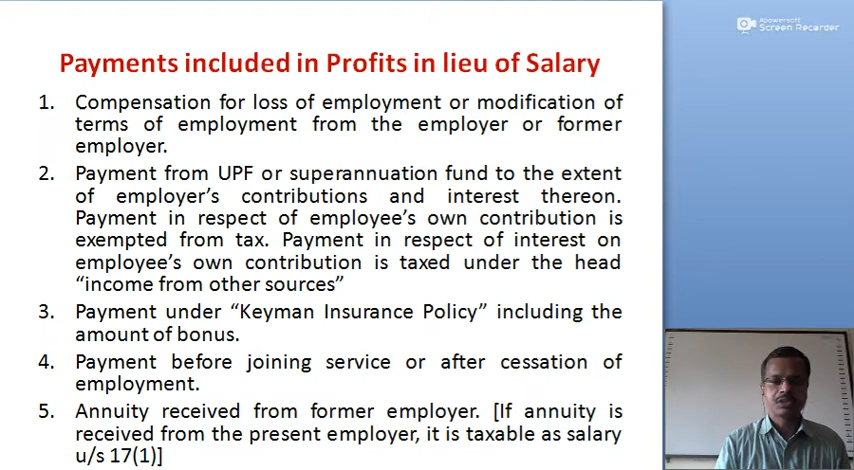 Apowersoft
Screen Recorder
Payments included in Profits in lieu of Salary
1. Compensation for loss of employment or modification of
terms of employment from the employer or former
employer.
2. Payment from UPF or superannuation fund to the extent
of employer's contributions and interest thereon.
Payment in respect of employee's own contribution is
exempted from tax. Payment in respect of interest on
employee's own contribution is taxed under the head
"income from other sources"
3. Payment under "Keyman Insurance Policy" including the
amount of bonus.
4. Payment before joining service or after cessation of
employment.
5. Annuity received from former employer. [If annuity is
received from the present employer, it is taxable as salary
u/s 17(1)]